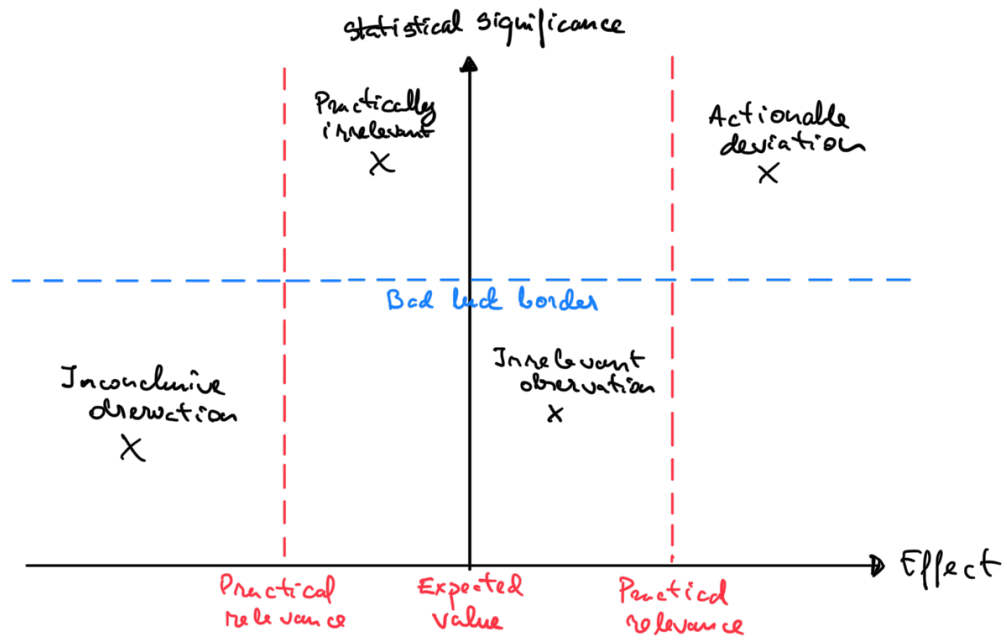 statistical significance
Practically
irrelevant
X
Actionable
deviation
X
Bad luck border
Inconclusive
observation
X
Irrelevant
observation
x
Effect
Practical
relevance
Expected
value
Practical
relevance